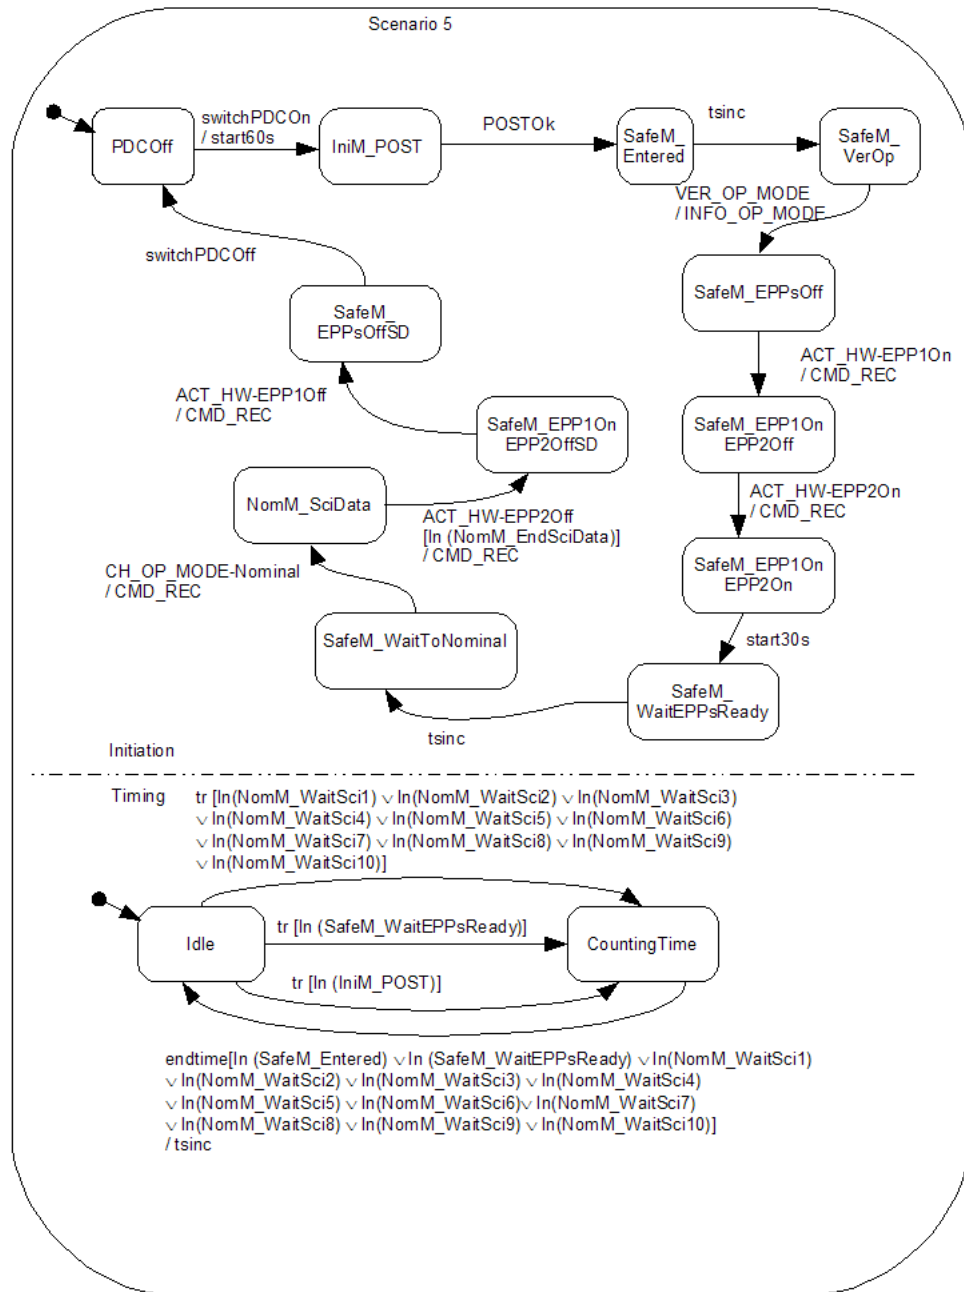 Scenario 5
PDCOff
switchPDCOn
/ start60s
IniM_POST
POSTOk
SafeM_
Entered
tsinc
SafeM_
VerOp
VER_OP_MODE
/ INFO_OP_MODE
switchPDCOff
SafeM_EPPsOff
SafeM_
EPPsOffSD
ACT_HW-EPP1On
/ CMD_REC
ACT_HW-EPP1Off
/ CMD_REC
SafeM_EPP1On
EPP2OffSD
SafeM_EPP1On
EPP2Off
NomM_SciData
ACT_HW-EPP2Off
[In (NomM_EndSciData)]
/ CMD_REC
ACT_HW-EPP2On
/ CMD_REC
CH_OP_MODE-Nominal
/ CMD_REC
SafeM_EPP1On
EPP2On
SafeM_WaitToNominal
start30s
SafeM_
WaitEPPsReady
tsinc
Initiation
Timing
tr [In(NomM_WaitSci1) ∨ In(NomM_WaitSci2) ∨ In(NomM_WaitSci3)
∨ In(NomM_WaitSci4) ∨ In(NomM_WaitSci5) ∨ In(NomM_WaitSci6)
∨ In(NomM_WaitSci7) ∨ In(NomM_WaitSci8) ∨ In(NomM_WaitSci9)
∨ In(NomM_WaitSci10)]
Idle
tr [In (SafeM_WaitEPPsReady)]
CountingTime
tr [In (IniM_POST)]
endtime[In (SafeM_Entered) ∨ In (SafeM_WaitEPPsReady) ∨ In(NomM_WaitSci1)
∨ In(NomM_WaitSci2) ∨ In(NomM_WaitSci3) ∨ In(NomM_WaitSci4)
∨ In(NomM_WaitSci5) ∨ In(NomM_WaitSci6)∨ In(NomM_WaitSci7)
∨ In(NomM_WaitSci8) ∨ In(NomM_WaitSci9) ∨ In(NomM_WaitSci10)]
/ tsinc